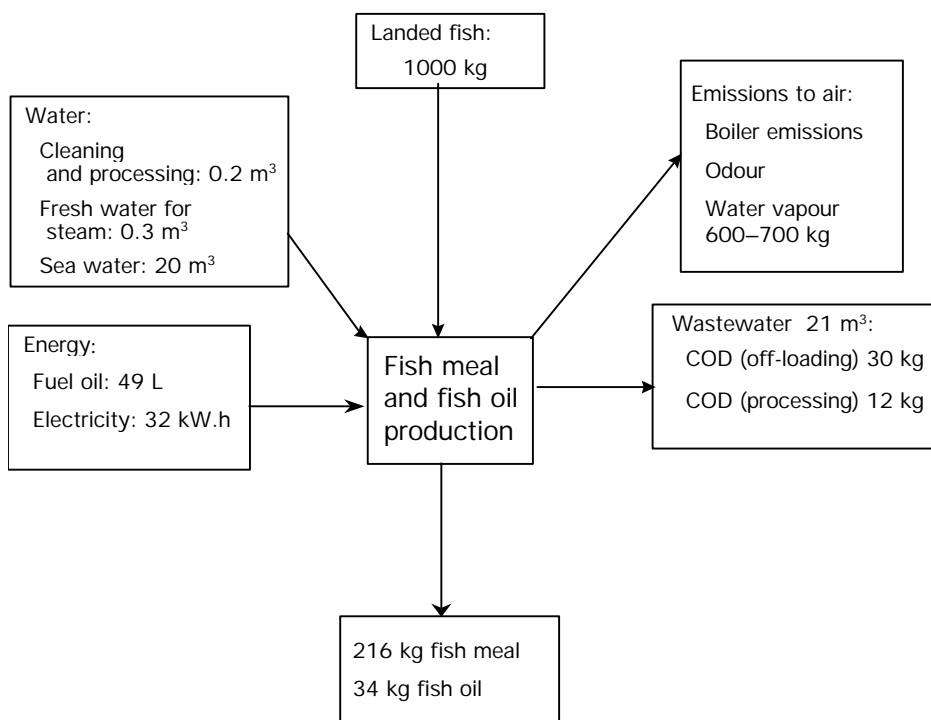 Landed fish:
1000 kg
Water:
Cleaning
and processing: 0.2 m³
Fresh water for
steam: 0.3 m³
Sea water: 20 m³
Emissions to air:
Boiler emissions
Odour
Water vapour
600–700 kg
Energy:
Fuel oil: 49 L
Electricity: 32 kW.h
Fish meal
and fish oil
production
Wastewater 21 m³:
COD (off-loading) 30 kg
COD (processing) 12 kg
216 kg fish meal
34 kg fish oil